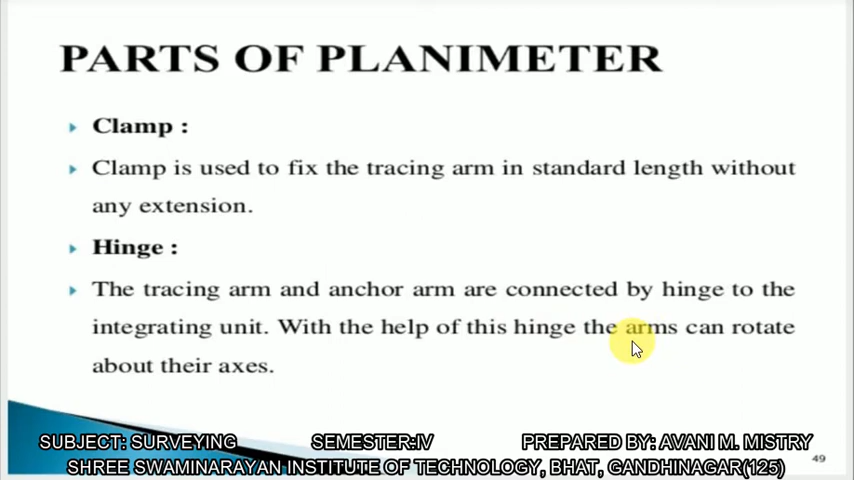 PARTS OF PLANIMETER
Clamp :
Clamp is used to fix the tracing arm in standard length without
any extension.
Hinge :
The tracing arm and anchor arm are connected by hinge to the
integrating unit. With the help of this hinge the arms can rotate
about their axes.
SUBJECT: SURVEYING SEMESTER:IV PREPARED BY: AVANI M. MISTRY
49
SHREE SWAMINARAYAN INSTITUTE OF TECHNOLOGY, BHAT, GANDHINAGAR(125)